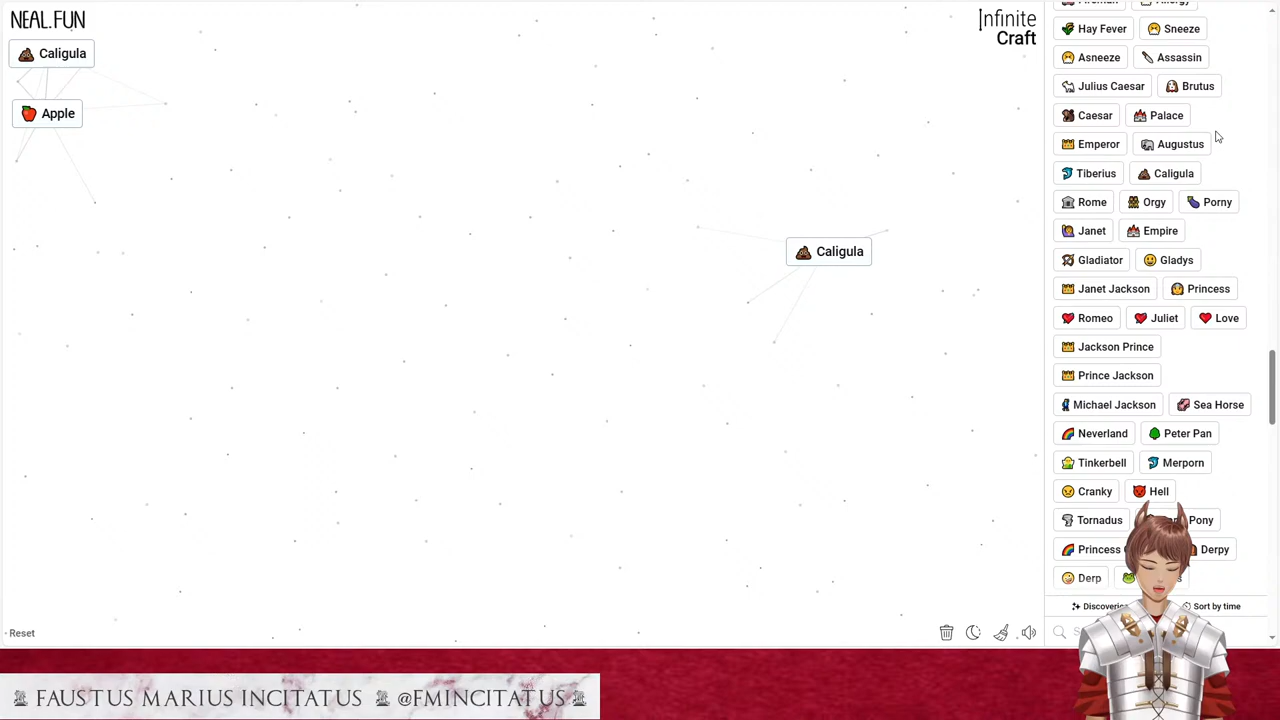 NEAL.FUN
Infinite
Craft
Caligula
Apple
Caligula
Hay Fever Sneeze
Asneeze Assassin
Julius Caesar Brutus
Caesar Palace
Emperor Augustus
Tiberius Caligula
Rome Orgy Porny
Janet Empire
Gladiator Gladys
Janet Jackson Princess
Romeo Juliet Love
Jackson Prince
Prince Jackson
Michael Jackson Sea Horse
Neverland Peter Pan
Tinkerbell Merporn
Cranky Hell
Tornadus Pony
Princess Derpy
Derp
Discoveries Sort by time
Reset
FAUSTUS MARIUS INCITATUS @FMINCITATUS